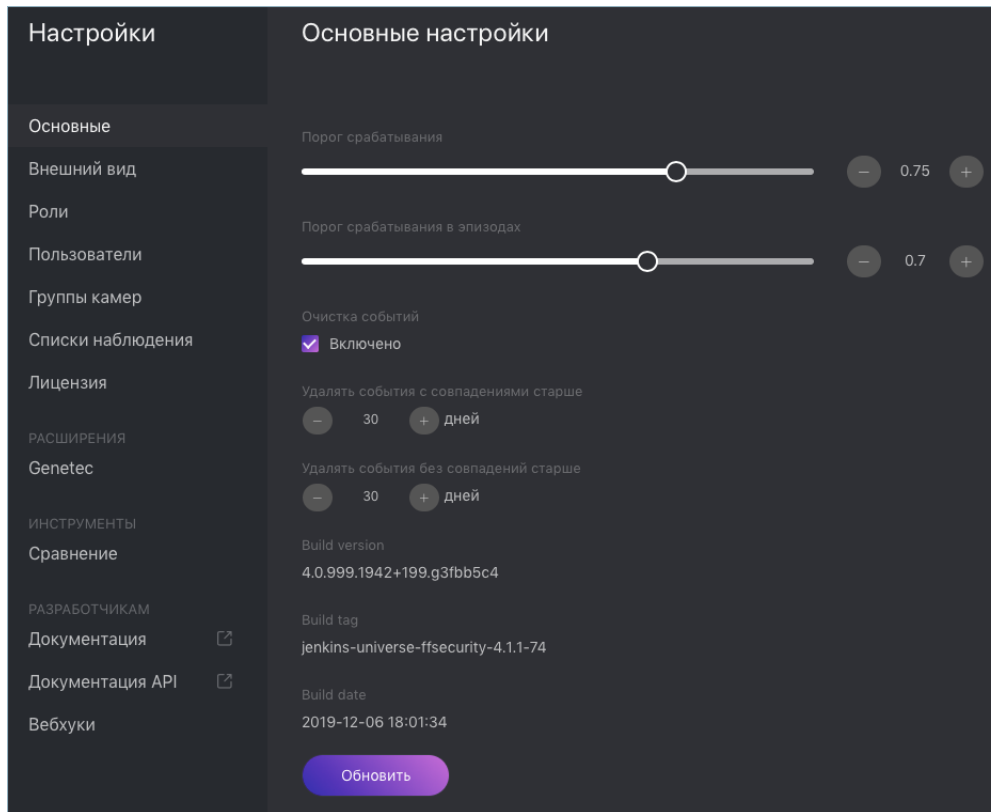 Настройки
Основные
Внешний вид
Роли
Пользователи
Группы камер
Списки наблюдения
Лицензия
РАСШИРЕНИЯ
Genetec
ИНСТРУМЕНТЫ
Сравнение
РАЗРАБОТЧИКАМ
Документация
Документация API
Вебхуки
Основные настройки
Порог срабатывания
− 0.75 +
Порог срабатывания в эпизодах
− 0.7 +
Очистка событий
Включено
Удалять события с совпадениями старше
− 30 + дней
Удалять события без совпадений старше
− 30 + дней
Build version
4.0.999.1942+199.g3fbb5c4
Build tag
jenkins-universe-ffsecurity-4.1.1-74
Build date
2019-12-06 18:01:34
Обновить